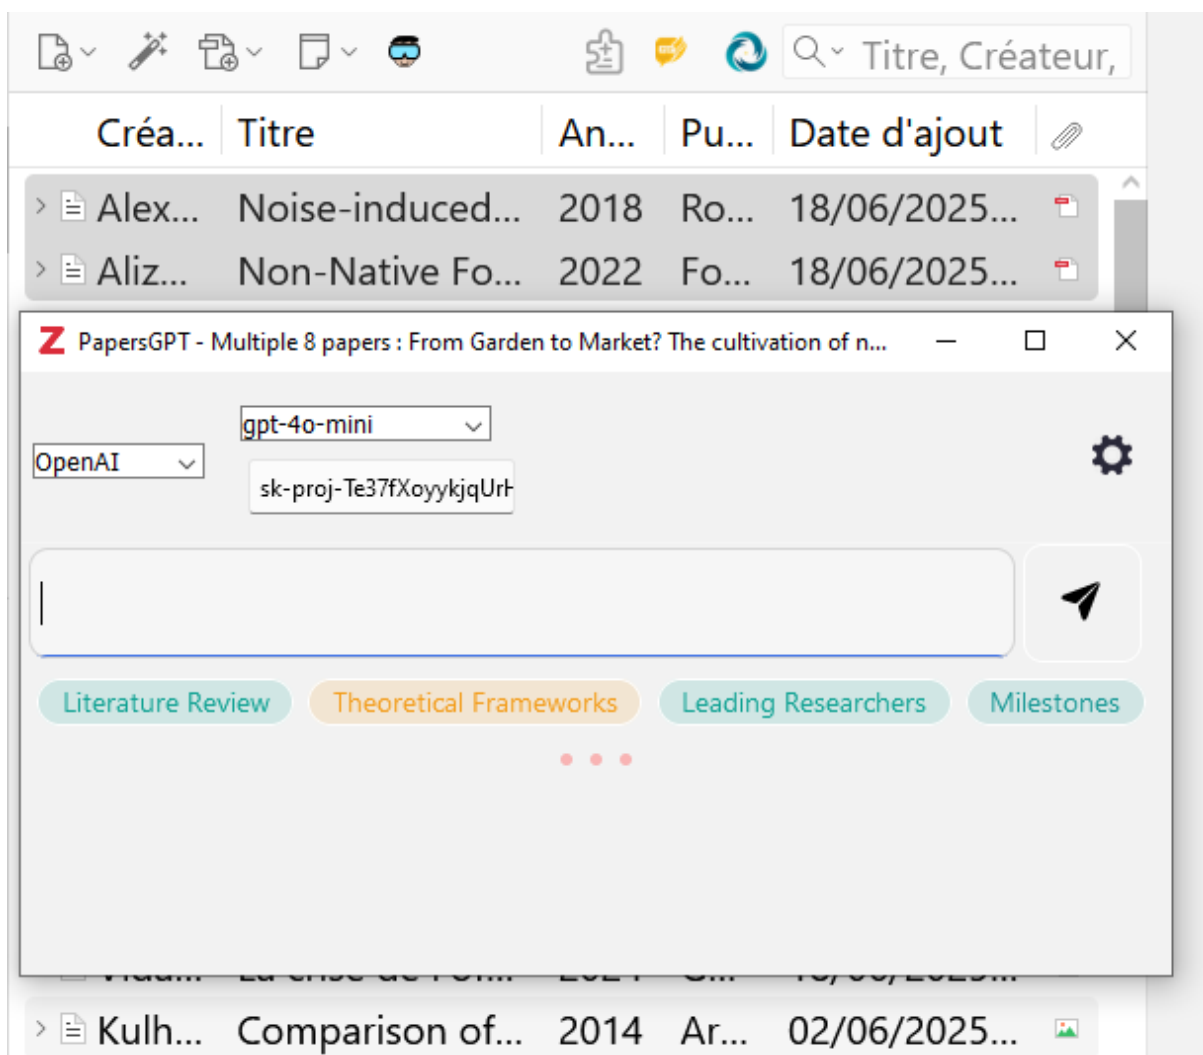 Titre, Créateur,
Créa... Titre An... Pu... Date d'ajout
Alex... Noise-induced... 2018 Ro... 18/06/2025...
Aliz... Non-Native Fo... 2022 Fo... 18/06/2025...
Z PapersGPT - Multiple 8 papers : From Garden to Market? The cultivation of n...
gpt-4o-mini
OpenAI
sk-proj-Te37fXoyykjqUrH
Literature Review Theoretical Frameworks Leading Researchers Milestones
Kulh... Comparison of... 2014 Ar... 02/06/2025...